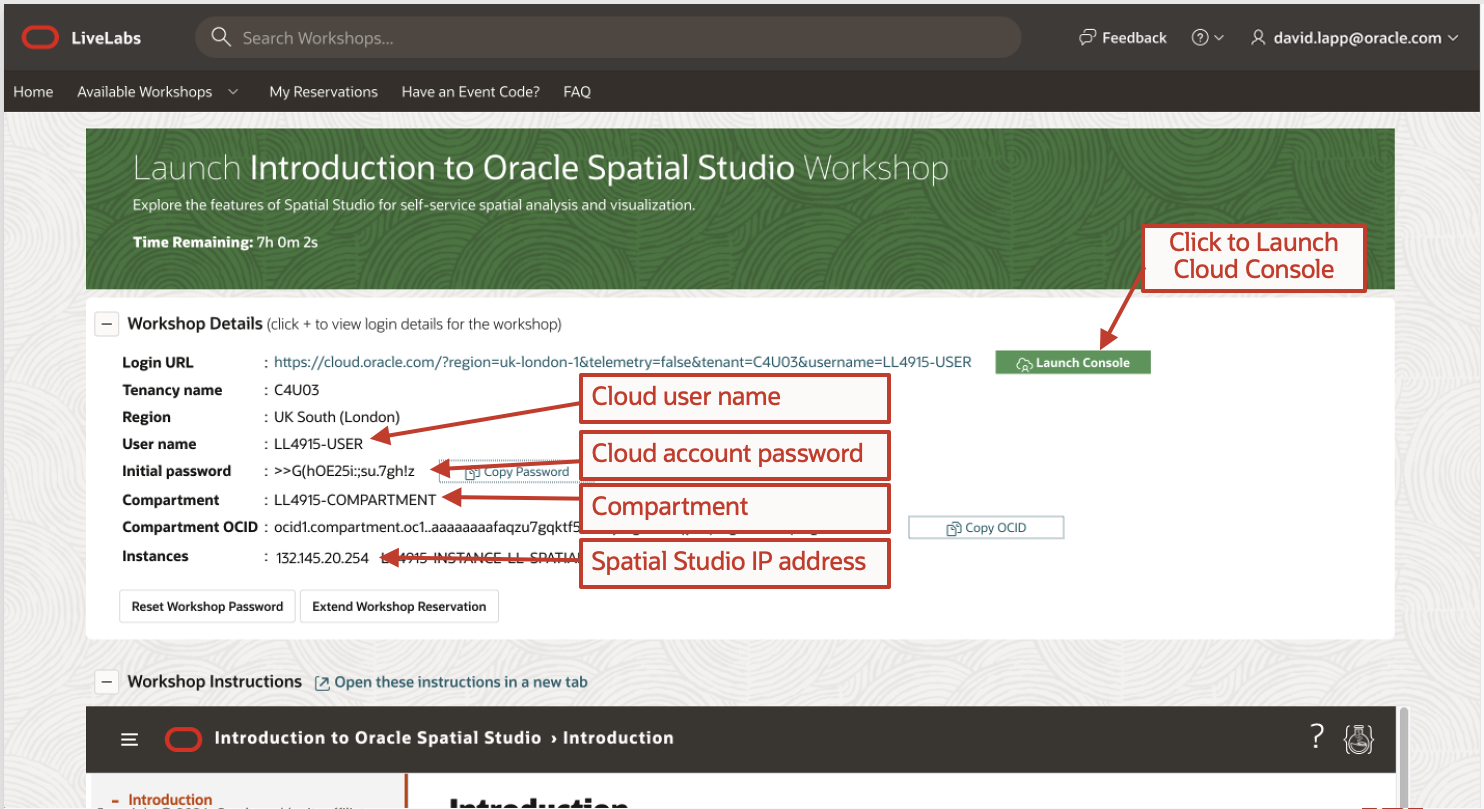 LiveLabs
Search Workshops...
Feedback
david.lapp@oracle.com
Home Available Workshops My Reservations Have an Event Code? FAQ
Launch Introduction to Oracle Spatial Studio Workshop
Explore the features of Spatial Studio for self-service spatial analysis and visualization.
Time Remaining: 7h 0m 2s
Click to Launch
Cloud Console
Workshop Details (click + to view login details for the workshop)
Login URL : https://cloud.oracle.com/?region=uk-london-1&telemetry=false&tenant=C4U03&username=LL4915-USER Launch Console
Tenancy name : C4U03
Cloud user name
Region : UK South (London)
User name : LL4915-USER
Cloud account password
Initial password : >>G(hOE25i:;su.7gh!z Copy Password
Compartment : LL4915-COMPARTMENT
Compartment
Compartment OCID : ocid1.compartment.oc1..aaaaaaaafaqzu7gqktf5 Copy OCID
Instances : 132.145.20.254 LL4915-INSTANCE-LL-SPATIA
Spatial Studio IP address
Reset Workshop Password Extend Workshop Reservation
Workshop Instructions Open these instructions in a new tab
Introduction to Oracle Spatial Studio › Introduction ?
- Introduction
Introduction